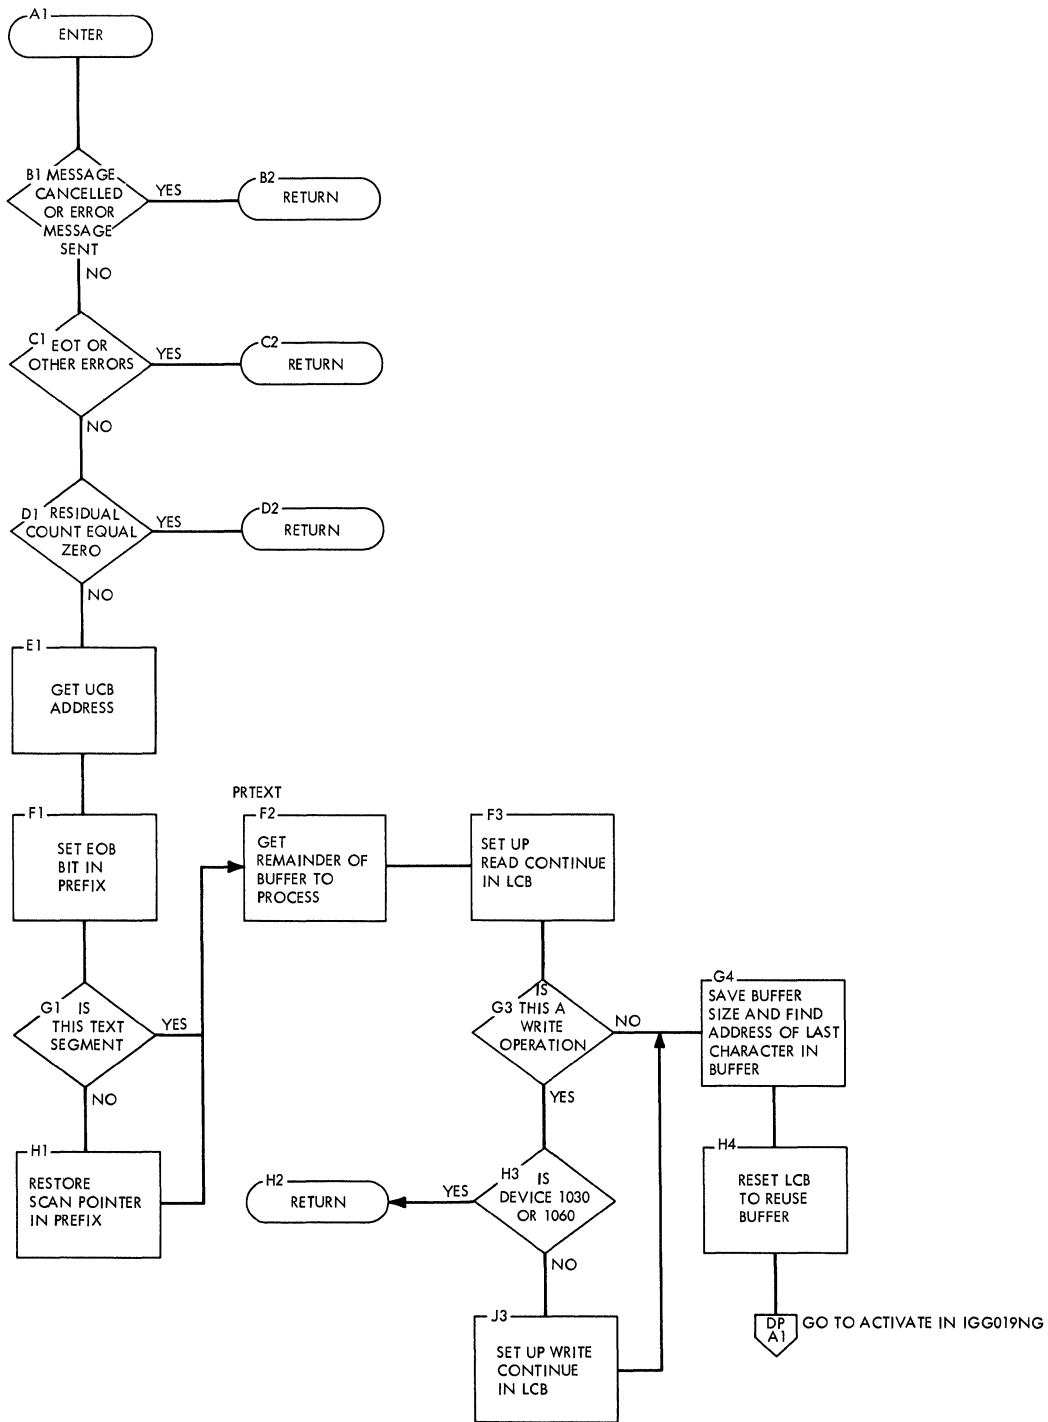 A1
ENTER
B1 MESSAGE
CANCELLED
OR ERROR
MESSAGE
SENT
YES
B2
RETURN
NO
C1 EOT OR
OTHER ERRORS
YES
C2
RETURN
NO
D1 RESIDUAL
COUNT EQUAL
ZERO
YES
D2
RETURN
NO
E1
GET UCB
ADDRESS
F1
SET EOB
BIT IN
PREFIX
PRTEXT
F2
GET
REMAINDER OF
BUFFER TO
PROCESS
F3
SET UP
READ CONTINUE
IN LCB
G1 IS
THIS TEXT
SEGMENT
YES
NO
IS
G3 THIS A
WRITE
OPERATION
NO
YES
G4
SAVE BUFFER
SIZE AND FIND
ADDRESS OF LAST
CHARACTER IN
BUFFER
H1
RESTORE
SCAN POINTER
IN PREFIX
H2
RETURN
YES
H3 IS
DEVICE 1030
OR 1060
NO
H4
RESET LCB
TO REUSE
BUFFER
J3
SET UP WRITE
CONTINUE
IN LCB
DP
A1
GO TO ACTIVATE IN IGG019NG